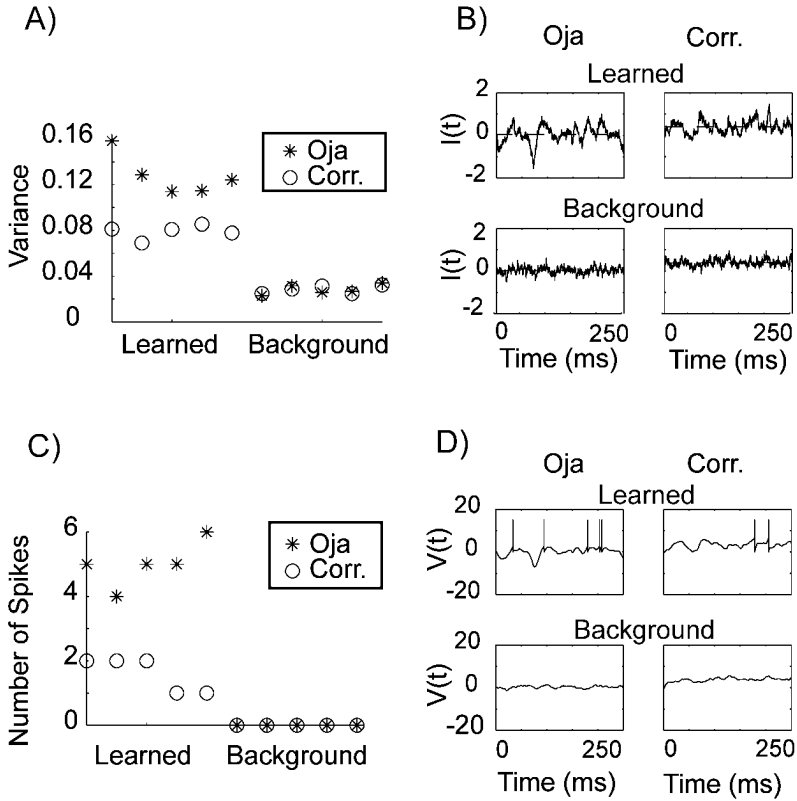 A)
Variance
0.16
0.12
0.08
0.04
0
Oja
Corr.
Learned
Background
B)
Oja
Corr.
Learned
I(t)
2
0
-2
Background
I(t)
2
0
-2
0
250
0
250
Time (ms)
Time (ms)
C)
Number of Spikes
6
4
2
0
Oja
Corr.
Learned
Background
D)
Oja
Corr.
Learned
V(t)
20
0
-20
Background
V(t)
20
0
-20
0
250
0
250
Time (ms)
Time (ms)